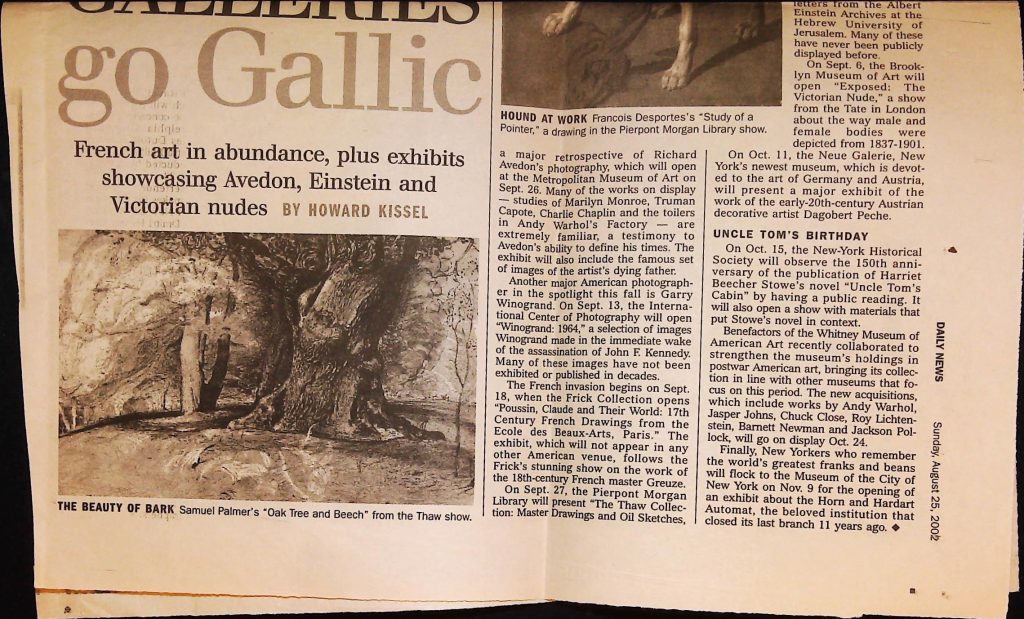 GALLERIES
go Gallic
French art in abundance, plus exhibits
showcasing Avedon, Einstein and
Victorian nudes BY HOWARD KISSEL
THE BEAUTY OF BARK Samuel Palmer's "Oak Tree and Beech" from the Thaw show.
HOUND AT WORK Francois Desportes's "Study of a
Pointer," a drawing in the Pierpont Morgan Library show.
a major retrospective of Richard
Avedon's photography, which will open
at the Metropolitan Museum of Art on
Sept. 26. Many of the works on display
— studies of Marilyn Monroe, Truman
Capote, Charlie Chaplin and the toilers
in Andy Warhol's Factory — are
extremely familiar, a testimony to
Avedon's ability to define his times. The
exhibit will also include the famous set
of images of the artist's dying father.
Another major American photograph-
er in the spotlight this fall is Garry
Winogrand. On Sept. 13, the Interna-
tional Center of Photography will open
"Winogrand: 1964," a selection of images
Winogrand made in the immediate wake
of the assassination of John F. Kennedy.
Many of these images have not been
exhibited or published in decades.
The French invasion begins on Sept.
18, when the Frick Collection opens
"Poussin, Claude and Their World: 17th
Century French Drawings from the
Ecole des Beaux-Arts, Paris." The
exhibit, which will not appear in any
other American venue, follows the
Frick's stunning show on the work of
the 18th-century French master Greuze.
On Sept. 27, the Pierpont Morgan
Library will present "The Thaw Collec-
tion: Master Drawings and Oil Sketches,
letters from the Albert
Einstein Archives at the
Hebrew University of
Jerusalem. Many of these
have never been publicly
displayed before.
On Sept. 6, the Brook-
lyn Museum of Art will
open "Exposed: The
Victorian Nude," a show
from the Tate in London
about the way male and
female bodies were
depicted from 1837-1901.
On Oct. 11, the Neue Galerie, New
York's newest museum, which is devot-
ed to the art of Germany and Austria,
will present a major exhibit of the
work of the early-20th-century Austrian
decorative artist Dagobert Peche.
UNCLE TOM'S BIRTHDAY
On Oct. 15, the New-York Historical
Society will observe the 150th anni-
versary of the publication of Harriet
Beecher Stowe's novel "Uncle Tom's
Cabin" by having a public reading. It
will also open a show with materials that
put Stowe's novel in context.
Benefactors of the Whitney Museum of
American Art recently collaborated to
strengthen the museum's holdings in
postwar American art, bringing its collec-
tion in line with other museums that fo-
cus on this period. The new acquisitions,
which include works by Andy Warhol,
Jasper Johns, Chuck Close, Roy Lichten-
stein, Barnett Newman and Jackson Pol-
lock, will go on display Oct. 24.
Finally, New Yorkers who remember
the world's greatest franks and beans
will flock to the Museum of the City of
New York on Nov. 9 for the opening of
an exhibit about the Horn and Hardart
Automat, the beloved institution that
closed its last branch 11 years ago. ◆
DAILY NEWS
Sunday, August 25, 2002